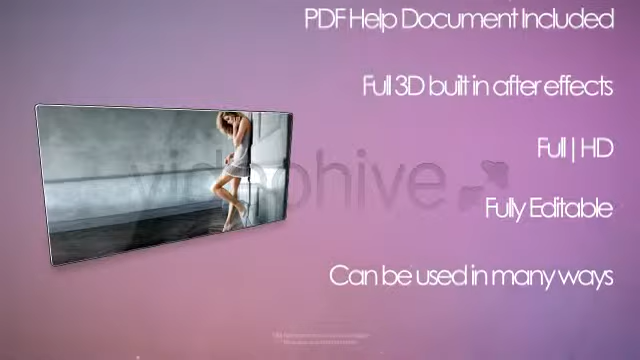 PDF Help Document Included
Full 3D built in after effects
Full | HD
videohive
Fully Editable
Can be used in many ways